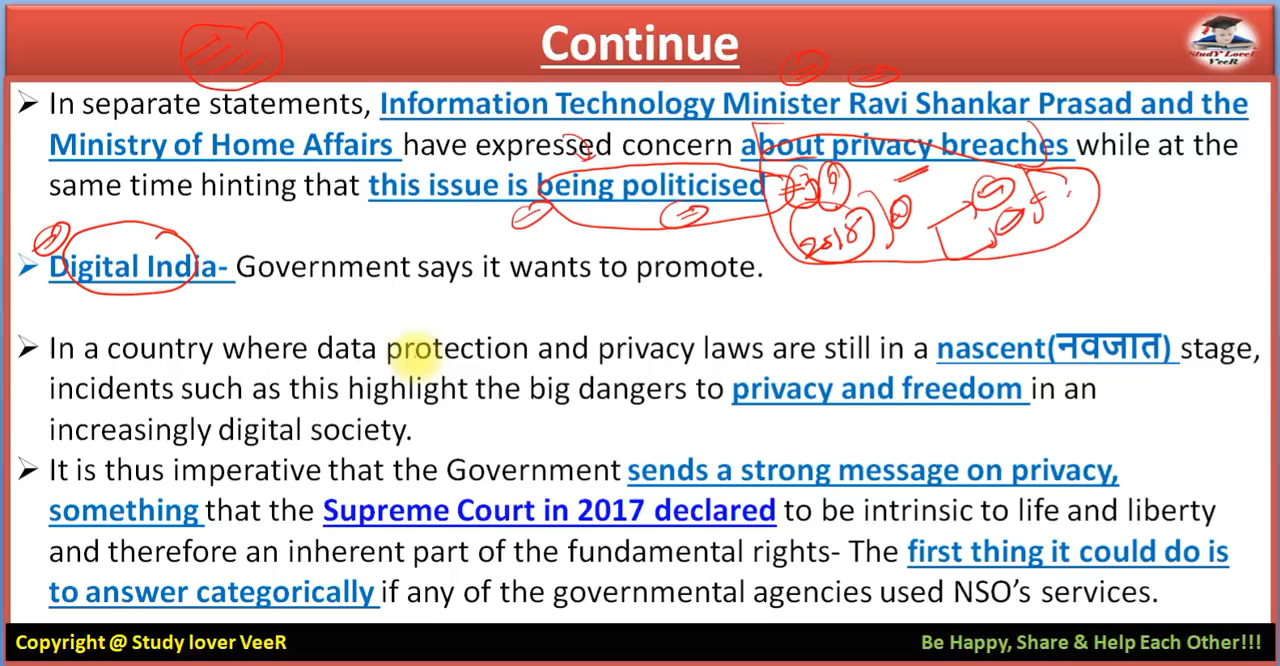 Continue
StudY LoveR
VeeR
➢ In separate statements, Information Technology Minister Ravi Shankar Prasad and the
Ministry of Home Affairs have expressed concern about privacy breaches while at the
same time hinting that this issue is being politicised
2018
➢ Digital India- Government says it wants to promote.
➢ In a country where data protection and privacy laws are still in a nascent(नवजात) stage,
incidents such as this highlight the big dangers to privacy and freedom in an
increasingly digital society.
➢ It is thus imperative that the Government sends a strong message on privacy,
something that the Supreme Court in 2017 declared to be intrinsic to life and liberty
and therefore an inherent part of the fundamental rights- The first thing it could do is
to answer categorically if any of the governmental agencies used NSO’s services.
Copyright @ Study lover VeeR
Be Happy, Share & Help Each Other!!!